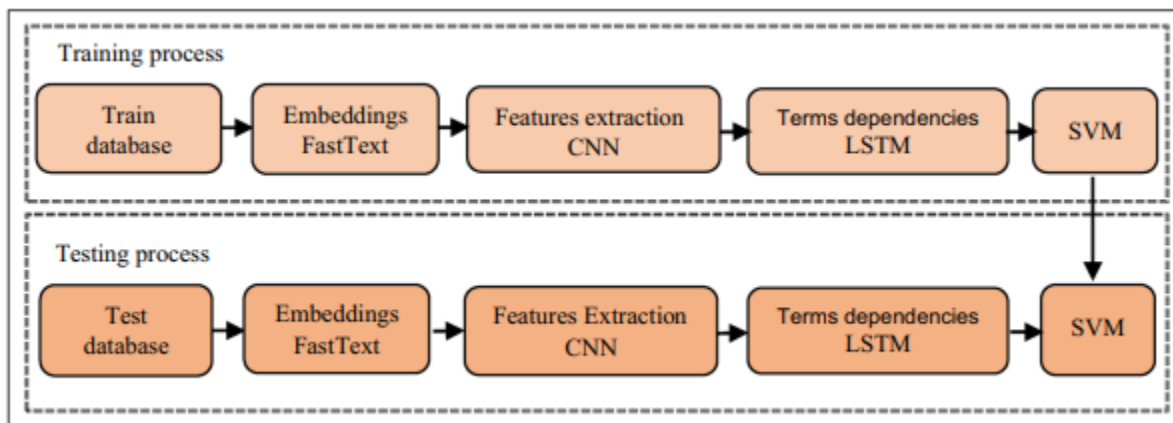 Training process
Train
database
Embeddings
FastText
Features extraction
CNN
Terms dependencies
LSTM
SVM
Testing process
Test
database
Embeddings
FastText
Features Extraction
CNN
Terms dependencies
LSTM
SVM